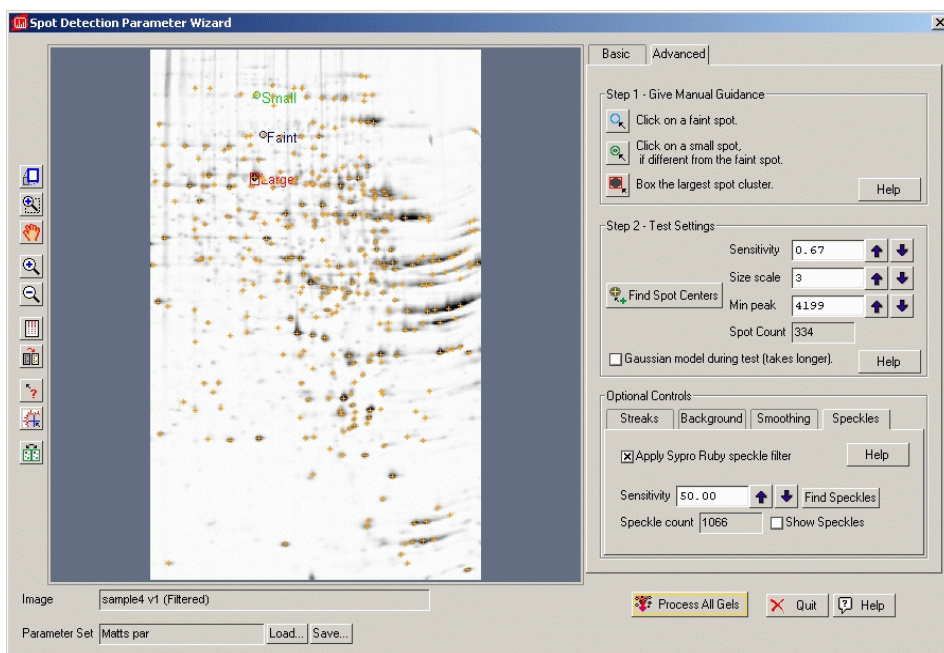 Spot Detection Parameter Wizard
Small
Faint
Large
Basic
Advanced
Step 1 - Give Manual Guidance
Click on a faint spot.
Click on a small spot,
if different from the faint spot.
Box the largest spot cluster.
Help
Step 2 - Test Settings
Sensitivity 0.67
Size scale 3
Find Spot Centers
Min peak 4199
Spot Count 334
Gaussian model during test (takes longer).
Help
Optional Controls
Streaks Background Smoothing Speckles
Apply Sypro Ruby speckle filter
Help
Sensitivity 50.00 Find Speckles
Speckle count 1066 Show Speckles
Image sample4 v1 (Filtered)
Process All Gels Quit Help
Parameter Set Matts par Load... Save...